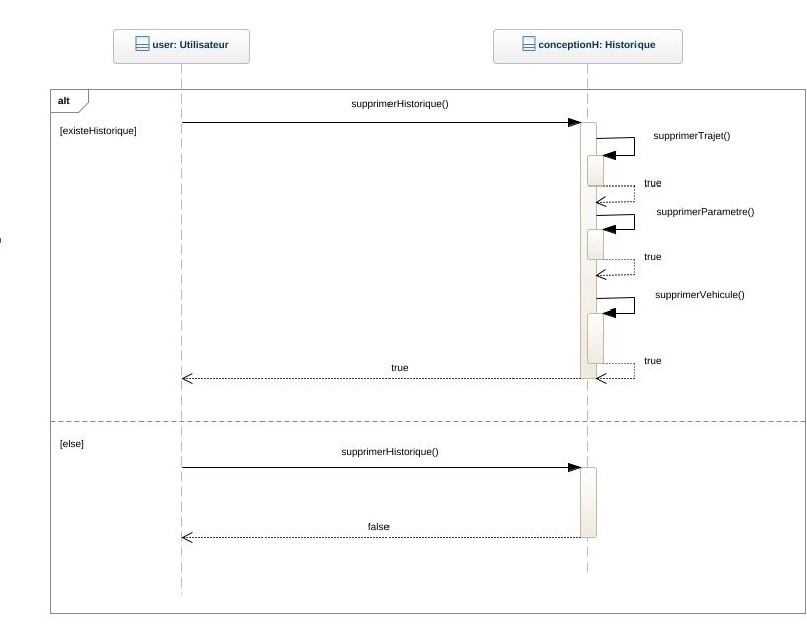 user: Utilisateur
conceptionH: Historique
alt
supprimerHistorique()
[existeHistorique]
supprimerTrajet()
true
supprimerParametre()
true
supprimerVehicule()
true
true
[else]
supprimerHistorique()
false